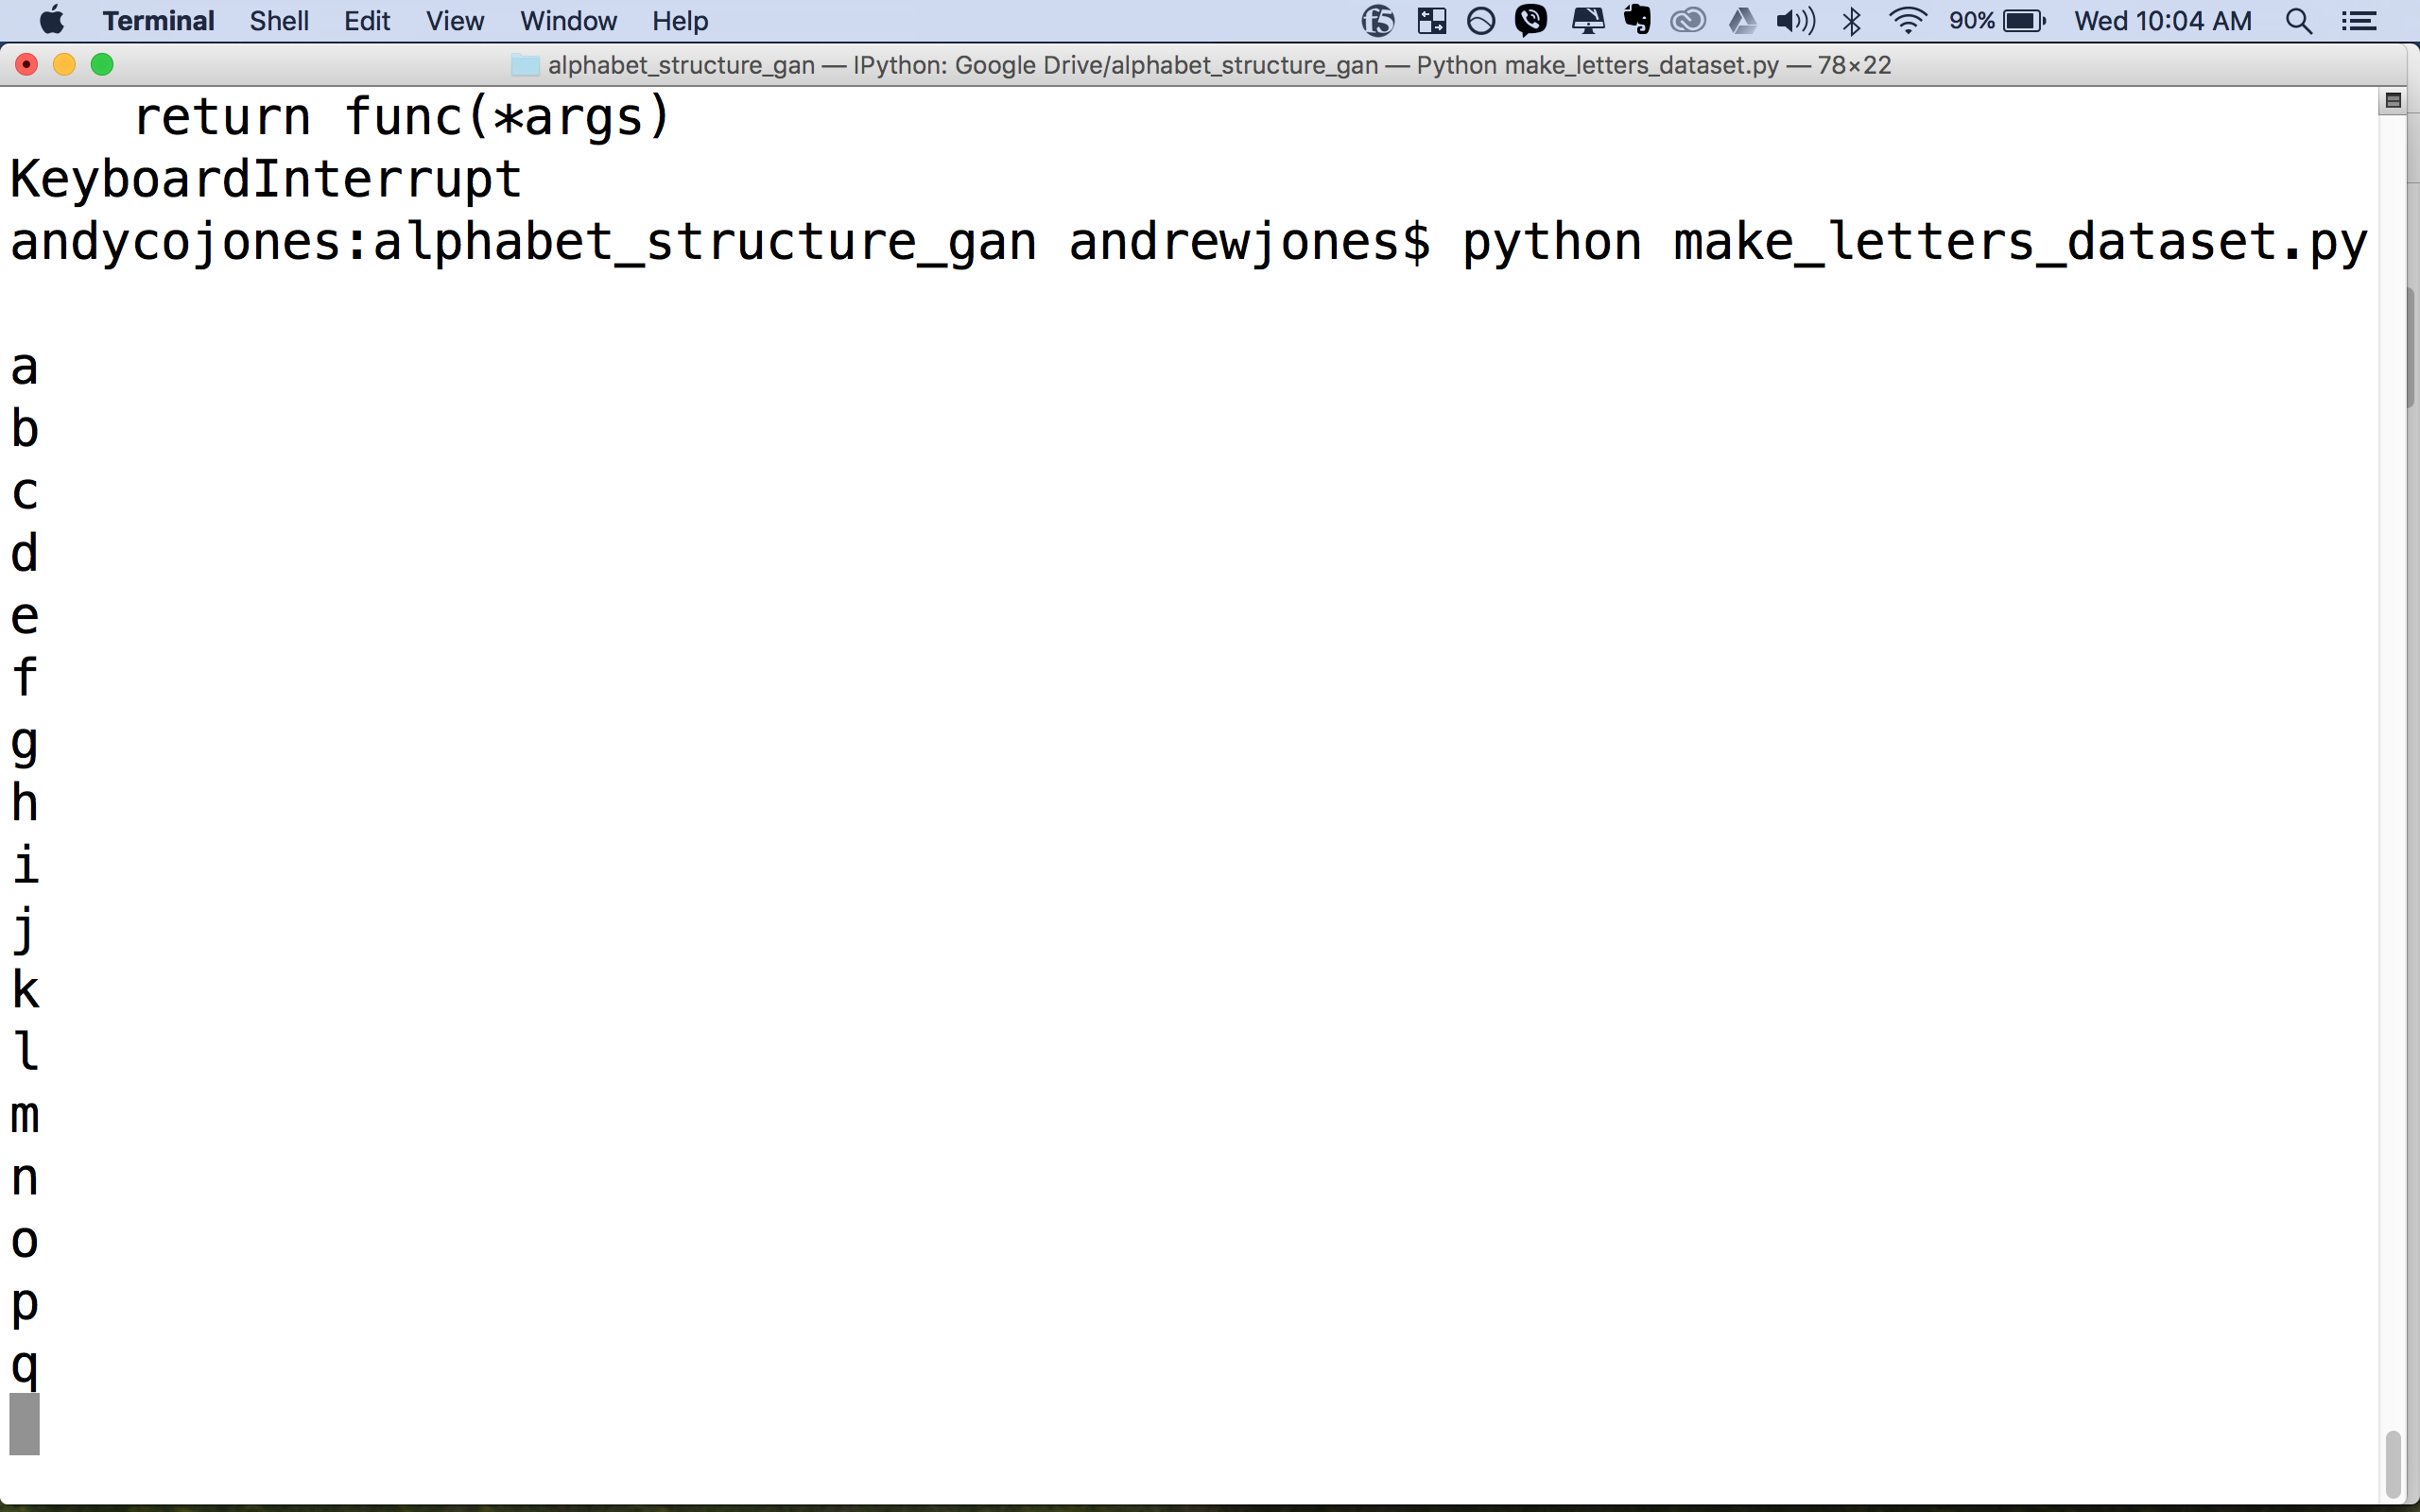 Terminal Shell Edit View Window Help f5 90% Wed 10:04 AM
alphabet_structure_gan — IPython: Google Drive/alphabet_structure_gan — Python make_letters_dataset.py — 78×22
return func(*args)
KeyboardInterrupt
andycojones:alphabet_structure_gan andrewjones$ python make_letters_dataset.py
a
b
c
d
e
f
g
h
i
j
k
l
m
n
o
p
q